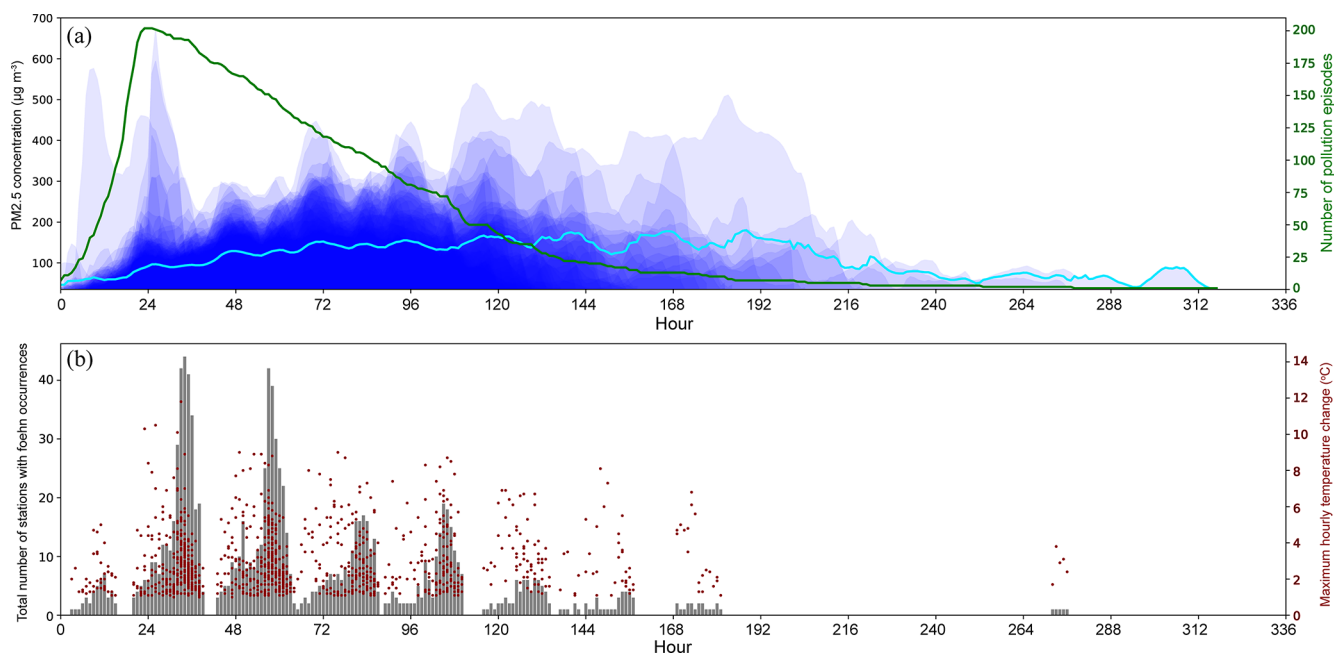 (a)
PM2.5 concentration (µg m⁻³)
700
600
500
400
300
200
100
Number of pollution episodes
200
175
150
125
100
75
50
25
0
0 24 48 72 96 120 144 168 192 216 240 264 288 312 336
Hour
(b)
Total number of stations with foehn occurrences
40
30
20
10
0
Maximum hourly temperature change (°C)
14
12
10
8
6
4
2
0
0 24 48 72 96 120 144 168 192 216 240 264 288 312 336
Hour